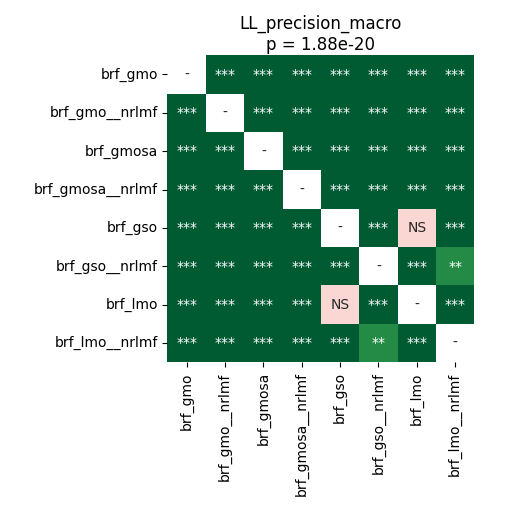 LL_precision_macro
p = 1.88e-20
brf_gmo - *** *** *** *** *** *** ***
brf_gmo__nrlmf *** - *** *** *** *** *** ***
brf_gmosa *** *** - *** *** *** *** ***
brf_gmosa__nrlmf *** *** *** - *** *** *** ***
brf_gso *** *** *** *** - *** NS ***
brf_gso__nrlmf *** *** *** *** *** - *** **
brf_lmo *** *** *** *** NS *** - ***
brf_lmo__nrlmf *** *** *** *** *** ** *** -
brf_gmo
brf_gmo__nrlmf
brf_gmosa
brf_gmosa__nrlmf
brf_gso
brf_gso__nrlmf
brf_lmo
brf_lmo__nrlmf